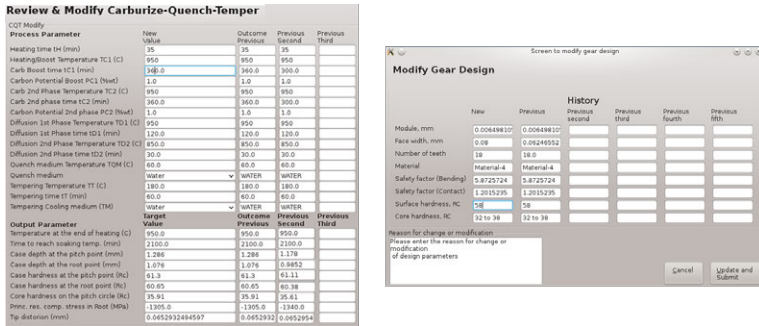 Review & Modify Carburize-Quench-Temper
CQT Modify
Process Parameter New Value Outcome Previous Previous Second Previous Third
Heating time tH (min) 35 35 35
Heating/Boost Temperature TC1 (C) 950 950 950
Carb Boost time tC1 (min) 360.0 360.0 300.0
Carbon Potential Boost PC1 (%wt) 1.0 1.0 1.0
Carb 2nd Phase Temperature TC2 (C) 950 950 950
Carb 2nd phase time tC2 (min) 360.0 360.0 300.0
Carbon Potential 2nd phase PC2 (%wt) 1.0 1.0 1.0
Diffusion 1st Phase Temperature TD1 (C) 950 950 950
Diffusion 1st Phase time tD1 (min) 120.0 120.0 120.0
Diffusion 2nd Phase Temperature TD2 (C) 850.0 850.0 850.0
Diffusion 2nd Phase time tD2 (min) 30.0 30.0 30.0
Quench medium Temperature TQM (C) 60.0 60.0 60.0
Quench medium Water WATER WATER
Tempering Temperature TT (C) 180.0 180.0 180.0
Tempering time tT (min) 60.0 60.0 60.0
Tempering Cooling medium (TM) Water WATER WATER
Output Parameter Target Value Outcome Previous Previous Second Previous Third
Temperature at the end of heating (C) 950.0 950.0 950.0
Time to reach soaking temp. (min) 2100.0 2100.0 2100.0
Case depth at the pitch point (mm) 1.286 1.286 1.178
Case depth at the root point (mm) 1.076 1.076 0.9852
Case hardness at the pitch point (Rc) 61.3 61.3 61.11
Case hardness at the root point (Rc) 60.65 60.65 60.38
Core hardness on the pitch circle (Rc) 35.91 35.91 35.61
Princ. res. comp. stress in Root (MPa) -1305.0 -1305.0 -1340.0
Tip distorion (mm) 0.0652932494597 0.0652932 0.0652954
Screen to modify gear design
Modify Gear Design
History
New Previous Previous second Previous third Previous fourth Previous fifth
Module, mm 0.00649810 0.00649810
Face width, mm 0.08 0.06246552
Number of teeth 18 18.0
Material Material-4 Material-4
Safety factor (Bending) 5.8725724 5.8725724
Safety factor (Contact) 1.2015235 1.2015235
Surface hardness, RC 58 58
Core hardness, RC 32 to 38 32 to 38
Reason for change or modification
Please enter the reason for change or
modification
of design parameters
Cancel
Update and Submit